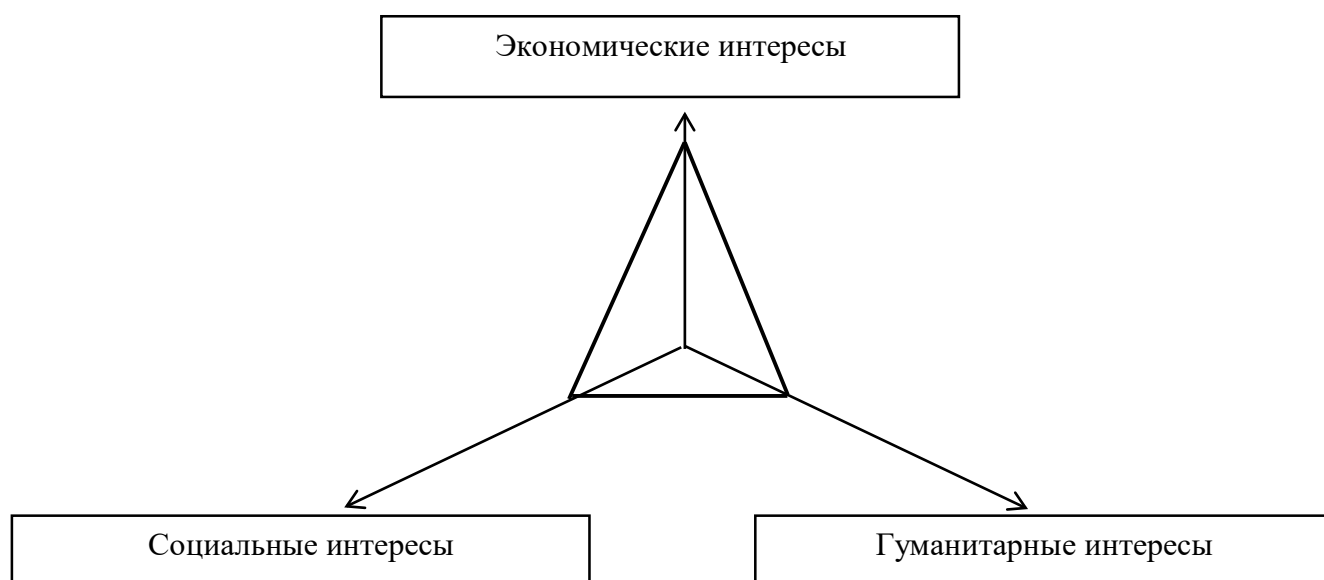 Экономические интересы
Социальные интересы
Гуманитарные интересы